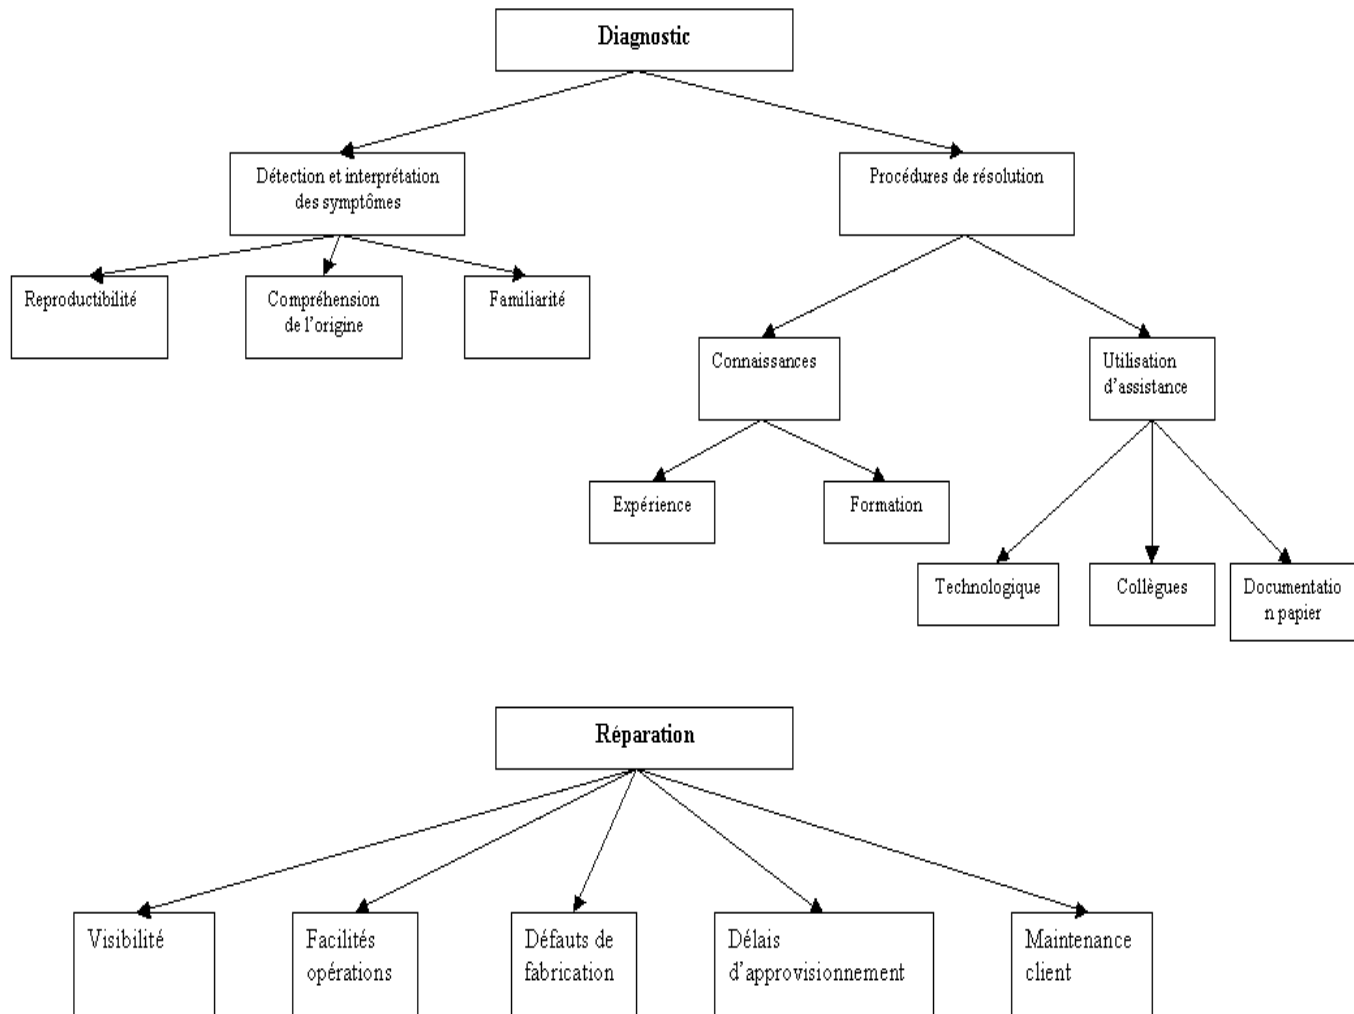 Diagnostic
Détection et interprétation
des symptômes
Procédures de résolution
Reproductibilité
Compréhension
de l'origine
Familiarité
Connaissances
Utilisation
d'assistance
Expérience
Formation
Technologique
Collègues
Documentatio
n papier
Réparation
Visibilité
Facilités
opérations
Défauts de
fabrication
Délais
d'approvisionnement
Maintenance
client